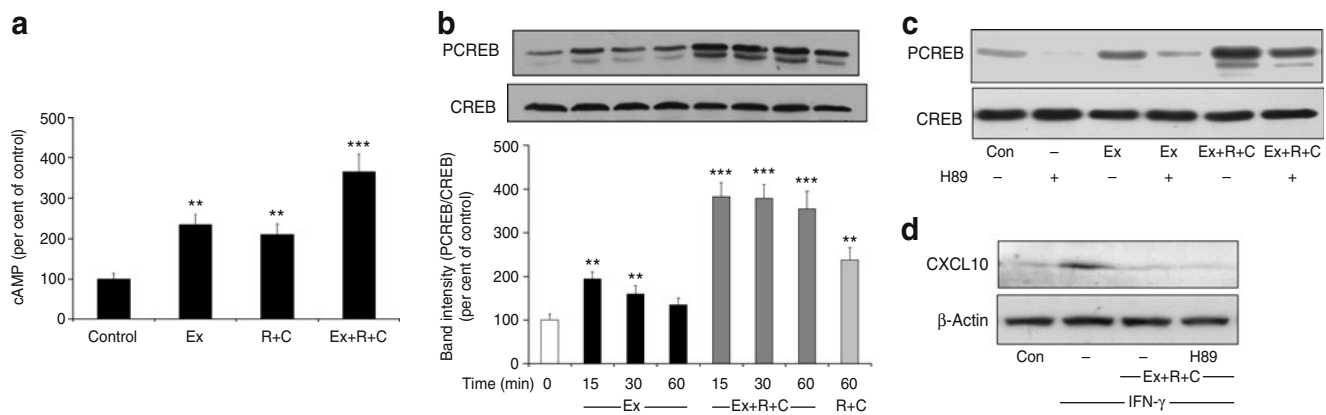 a
cAMP (per cent of control)
500
400
300
200
100
0
**
**
***
Control Ex R+C Ex+R+C
b
PCREB
CREB
Band intensity (PCREB/CREB)
(per cent of control)
500
400
300
200
100
0
**
**
***
***
***
**
Time (min) 0 15 30 60 15 30 60 60
Ex Ex+R+C R+C
c
PCREB
CREB
Con – Ex Ex Ex+R+C Ex+R+C
H89 – + – + – +
d
CXCL10
β-Actin
Con – – H89
Ex+R+C
IFN-γ